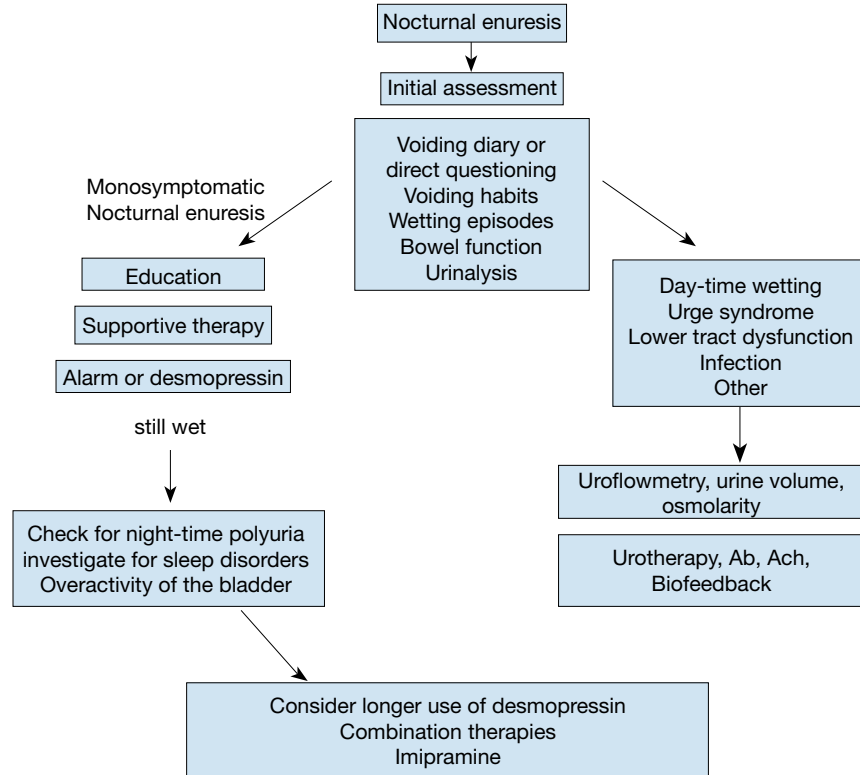 Nocturnal enuresis
Initial assessment
Voiding diary or
direct questioning
Voiding habits
Wetting episodes
Bowel function
Urinalysis
Monosymptomatic
Nocturnal enuresis
Education
Supportive therapy
Alarm or desmopressin
still wet
Check for night-time polyuria
investigate for sleep disorders
Overactivity of the bladder
Day-time wetting
Urge syndrome
Lower tract dysfunction
Infection
Other
Uroflowmetry, urine volume,
osmolarity
Urotherapy, Ab, Ach,
Biofeedback
Consider longer use of desmopressin
Combination therapies
Imipramine